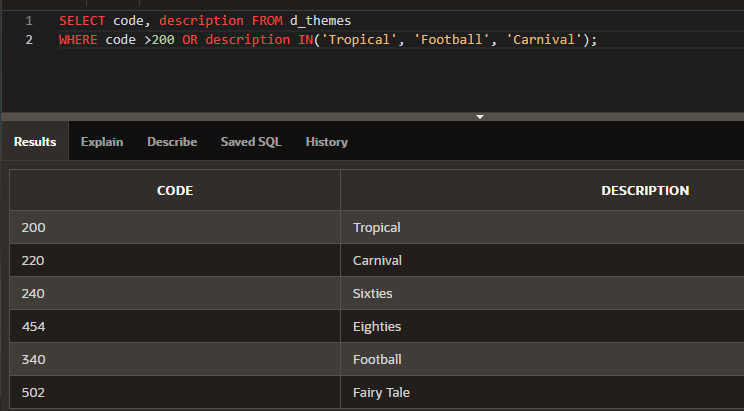 1 SELECT code, description FROM d_themes
2 WHERE code >200 OR description IN('Tropical', 'Football', 'Carnival');
Results Explain Describe Saved SQL History
CODE DESCRIPTION
200 Tropical
220 Carnival
240 Sixties
454 Eighties
340 Football
502 Fairy Tale